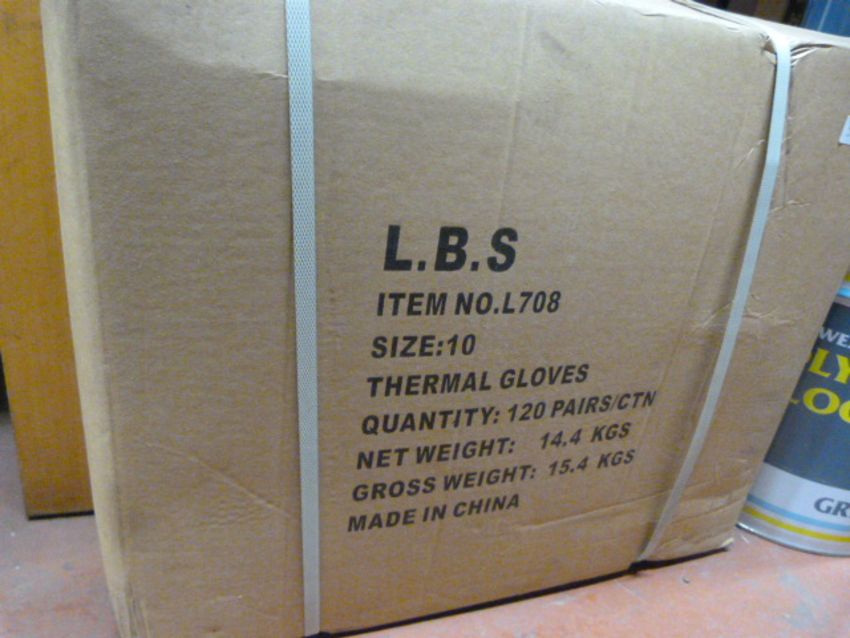 L.B.S
ITEM NO.L708
SIZE:10
THERMAL GLOVES
QUANTITY: 120 PAIRS/CTN
NET WEIGHT: 14.4 KGS
GROSS WEIGHT: 15.4 KGS
MADE IN CHINA